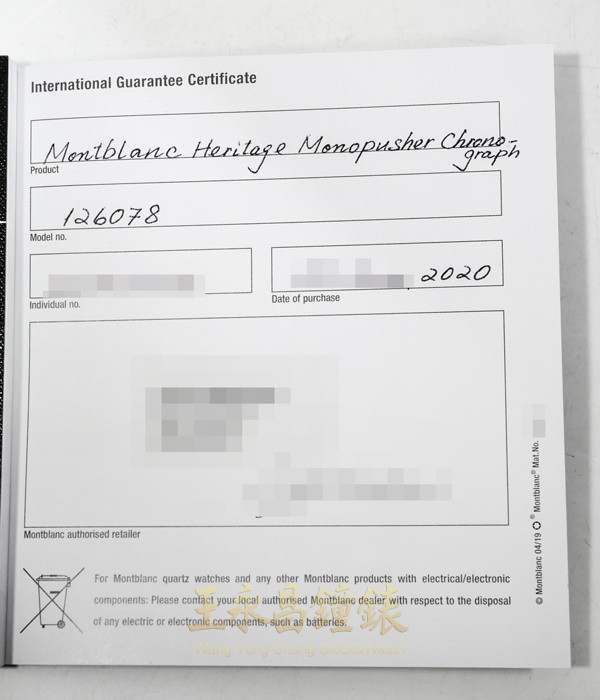 International Guarantee Certificate
Montblanc Heritage Monopusher Chrono-
graph
Product
126078
Model no.
2020
Individual no.
Date of purchase
Montblanc authorised retailer
For Montblanc quartz watches and any other Montblanc products with electrical/electronic
components: Please contact your local authorised Montblanc dealer with respect to the disposal
of any electric or electronic components, such as batteries.
王永昌鐘錶
© Montblanc 04/19 ® Montblanc® Mat.No.